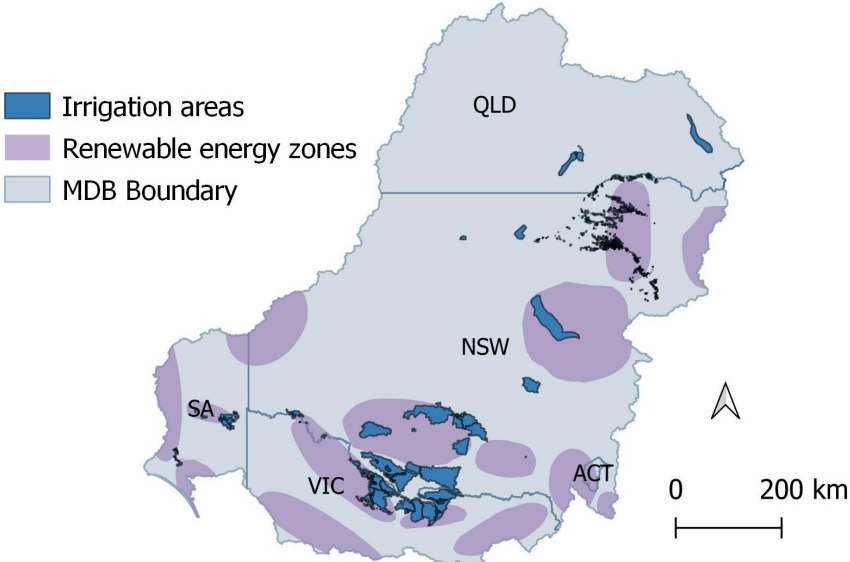 QLD
Irrigation areas
Renewable energy zones
MDB Boundary
NSW
SA
VIC
ACT
0 200 km